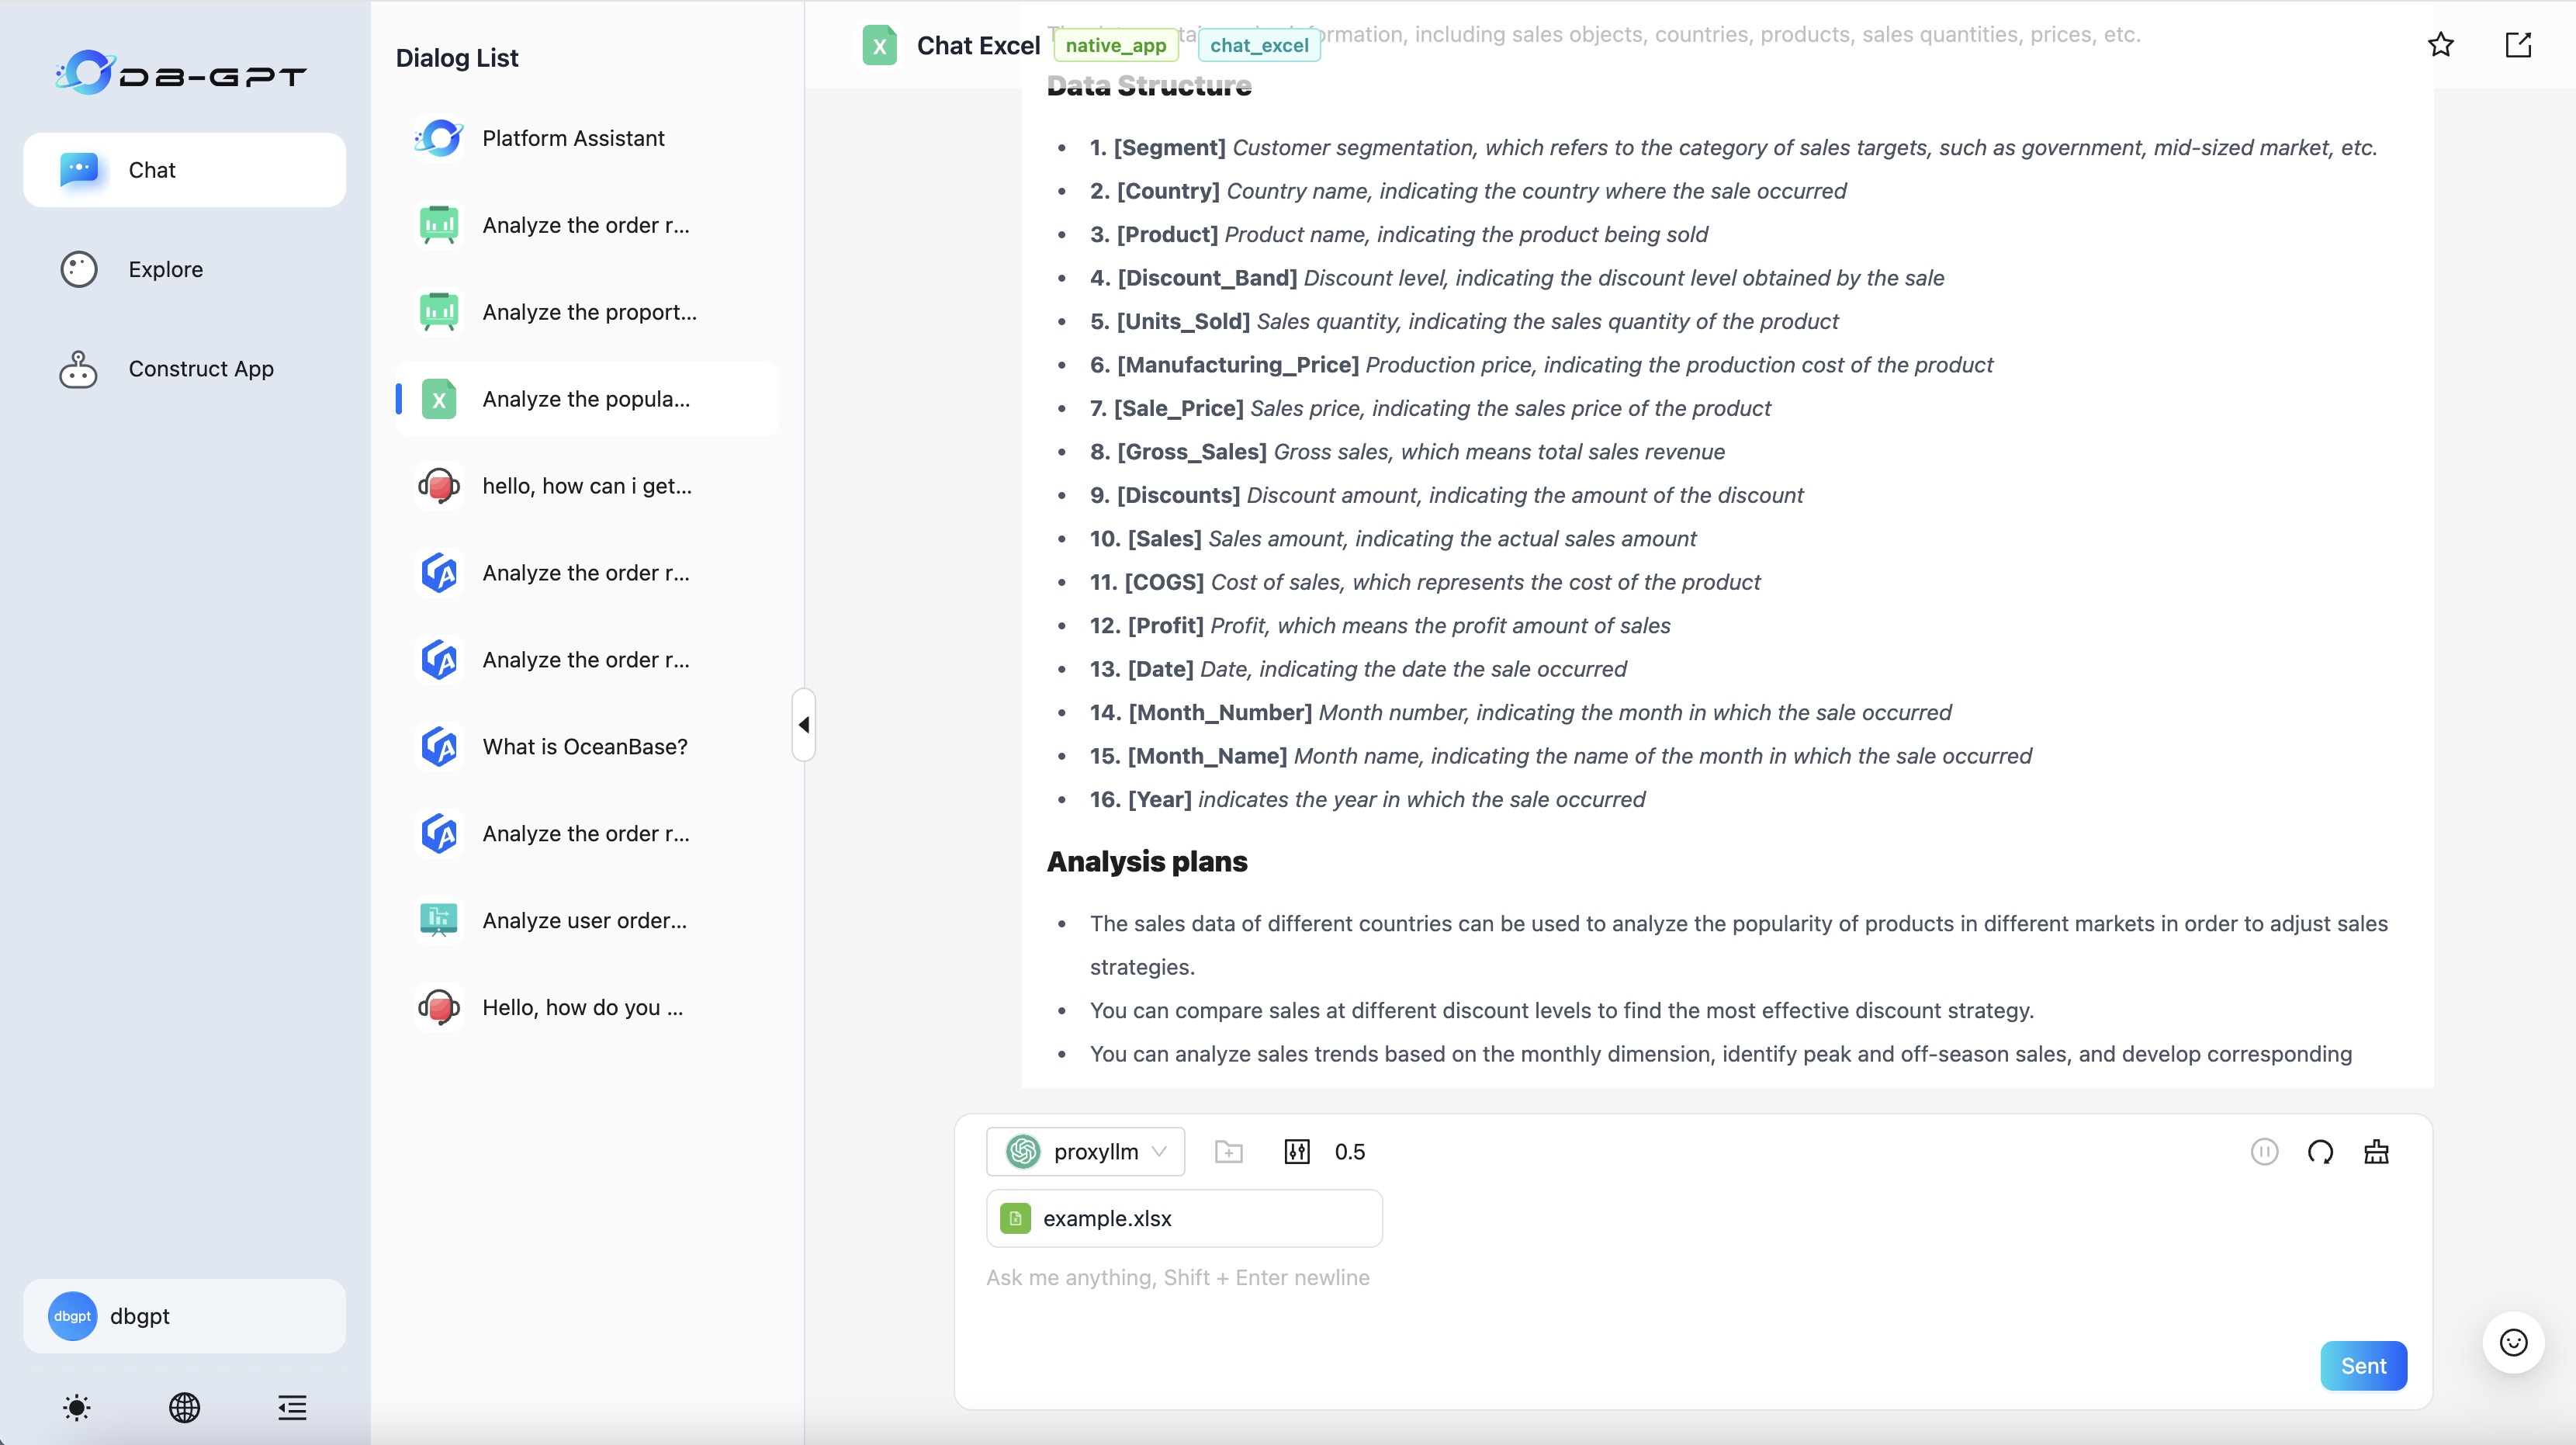 DB-GPT
Chat
Explore
Construct App
dbgpt
dbgpt
Dialog List
Platform Assistant
Analyze the order r...
Analyze the proport...
Analyze the popula...
hello, how can i get...
Analyze the order r...
Analyze the order r...
What is OceanBase?
Analyze the order r...
Analyze user order...
Hello, how do you ...
Chat Excel native_app chat_excel
including sales objects, countries, products, sales quantities, prices, etc.
Data Structure
• 1. [Segment] Customer segmentation, which refers to the category of sales targets, such as government, mid-sized market, etc.
• 2. [Country] Country name, indicating the country where the sale occurred
• 3. [Product] Product name, indicating the product being sold
• 4. [Discount_Band] Discount level, indicating the discount level obtained by the sale
• 5. [Units_Sold] Sales quantity, indicating the sales quantity of the product
• 6. [Manufacturing_Price] Production price, indicating the production cost of the product
• 7. [Sale_Price] Sales price, indicating the sales price of the product
• 8. [Gross_Sales] Gross sales, which means total sales revenue
• 9. [Discounts] Discount amount, indicating the amount of the discount
• 10. [Sales] Sales amount, indicating the actual sales amount
• 11. [COGS] Cost of sales, which represents the cost of the product
• 12. [Profit] Profit, which means the profit amount of sales
• 13. [Date] Date, indicating the date the sale occurred
• 14. [Month_Number] Month number, indicating the month in which the sale occurred
• 15. [Month_Name] Month name, indicating the name of the month in which the sale occurred
• 16. [Year] indicates the year in which the sale occurred
Analysis plans
• The sales data of different countries can be used to analyze the popularity of products in different markets in order to adjust sales
strategies.
• You can compare sales at different discount levels to find the most effective discount strategy.
• You can analyze sales trends based on the monthly dimension, identify peak and off-season sales, and develop corresponding
proxyllm 0.5
example.xlsx
Ask me anything, Shift + Enter newline
Sent